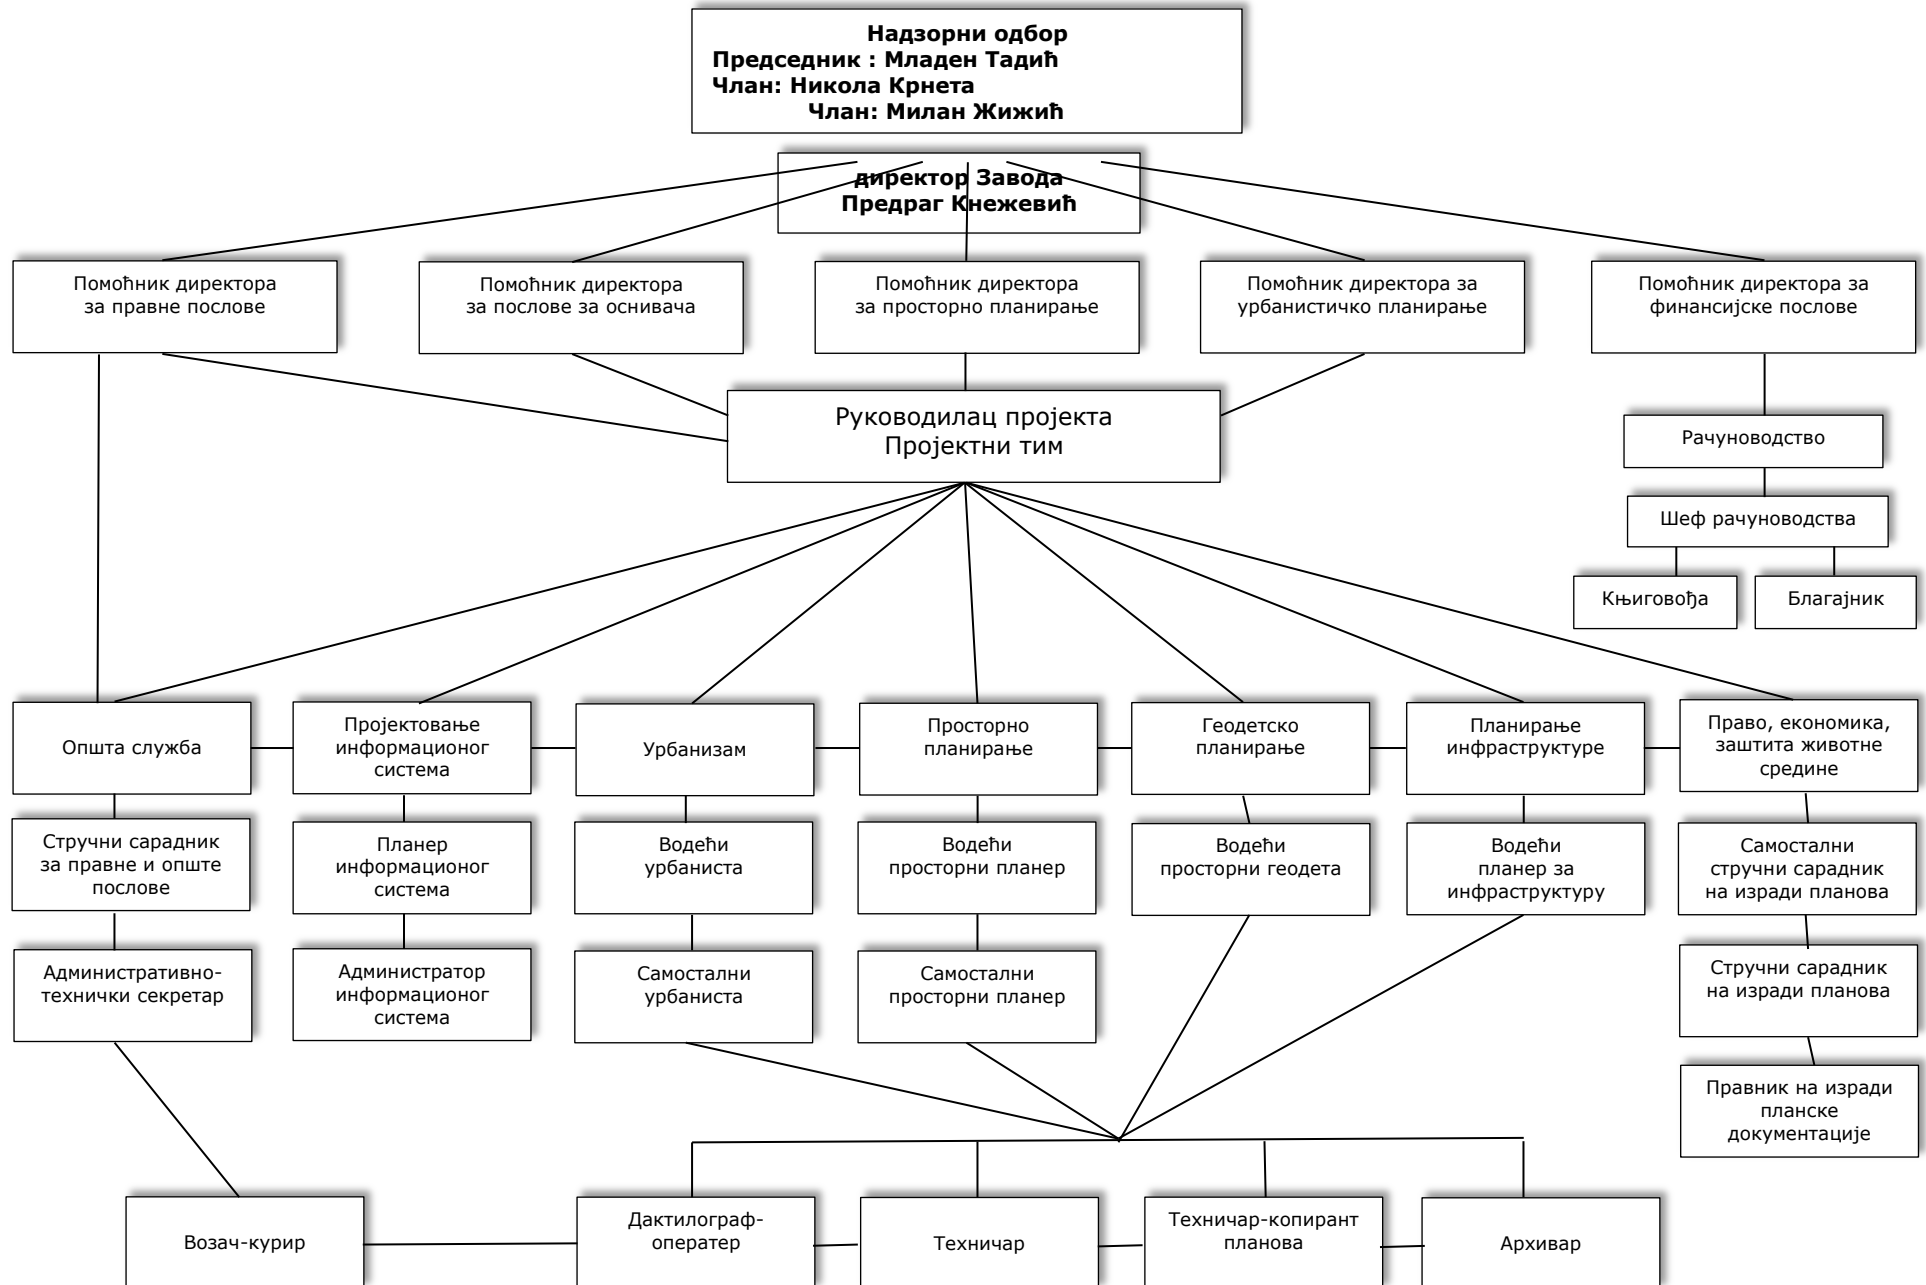 Надзорни одбор
Председник : Младен Тадић
Члан: Никола Крнета
Члан: Милан Жижић
директор Завода
Предраг Кнежевић
Помоћник директора
за правне послове
Помоћник директора
за послове за оснивача
Помоћник директора
за просторно планирање
Помоћник директора за
урбанистичко планирање
Помоћник директора за
финансијске послове
Руководилац пројекта
Пројектни тим
Рачуноводство
Шеф рачуноводства
Књиговођа
Благајник
Општа служба
Пројектовање
информационог
система
Урбанизам
Просторно
планирање
Геодетско
планирање
Планирање
инфраструктуре
Право, економика,
заштита животне
средине
Стручни сарадник
за правне и опште
послове
Планер
информационог
система
Водећи
урбаниста
Водећи
просторни планер
Водећи
просторни геодета
Водећи
планер за
инфраструктуру
Самостални
стручни сарадник
на изради планова
Административно-
технички секретар
Администратор
информационог
система
Самостални
урбаниста
Самостални
просторни планер
Стручни сарадник
на изради планова
Правник на изради
планске
документације
Возач-курир
Дактилограф-
оператер
Техничар
Техничар-копирант
планова
Архивар